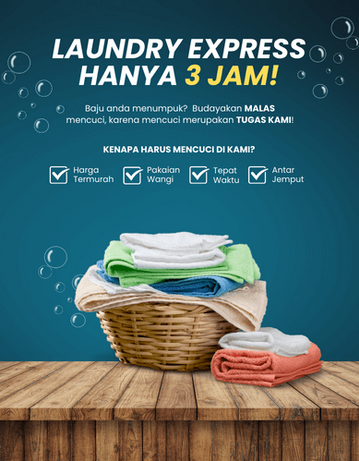 LAUNDRY EXPRESS
HANYA 3 JAM!
Baju anda menumpuk? Budayakan MALAS
mencuci, karena mencuci merupakan TUGAS KAMI!
KENAPA HARUS MENCUCI DI KAMI?
Harga
Termurah
Pakaian
Wangi
Tepat
Waktu
Antar
Jemput